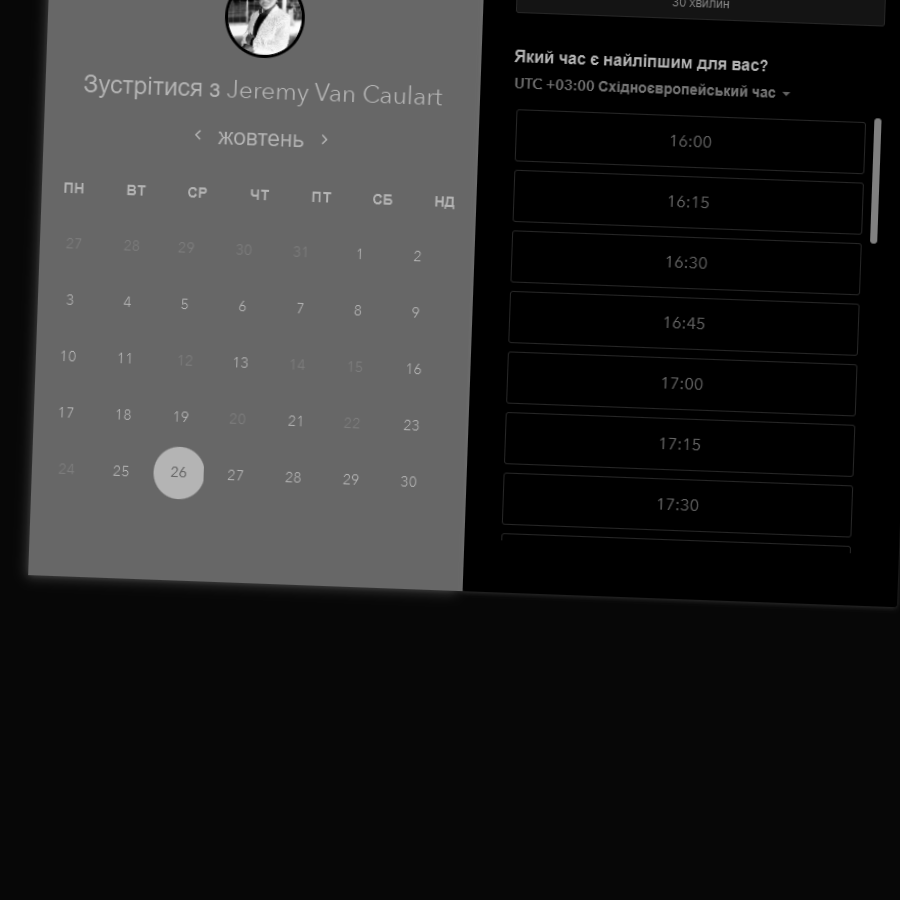 30 хвилин
Зустрітися з Jeremy Van Caulart
жовтень
ПН ВТ СР ЧТ ПТ СБ НД
27 28 29 30 31 1 2
3 4 5 6 7 8 9
10 11 12 13 14 15 16
17 18 19 20 21 22 23
24 25 26 27 28 29 30
Який час є найліпшим для вас?
UTC +03:00 Східноєвропейський час
16:00
16:15
16:30
16:45
17:00
17:15
17:30